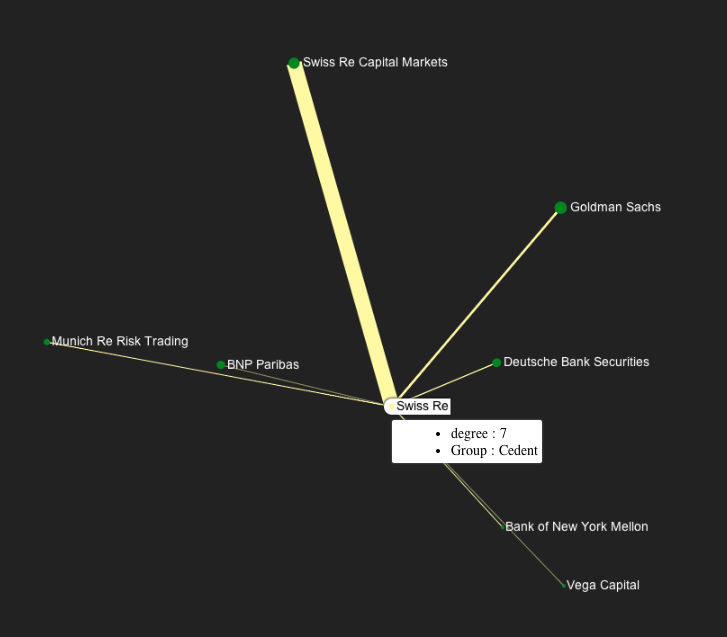 Swiss Re Capital Markets
Goldman Sachs
Munich Re Risk Trading
BNP Paribas
Deutsche Bank Securities
Swiss Re
• degree : 7
• Group : Cedent
Bank of New York Mellon
Vega Capital